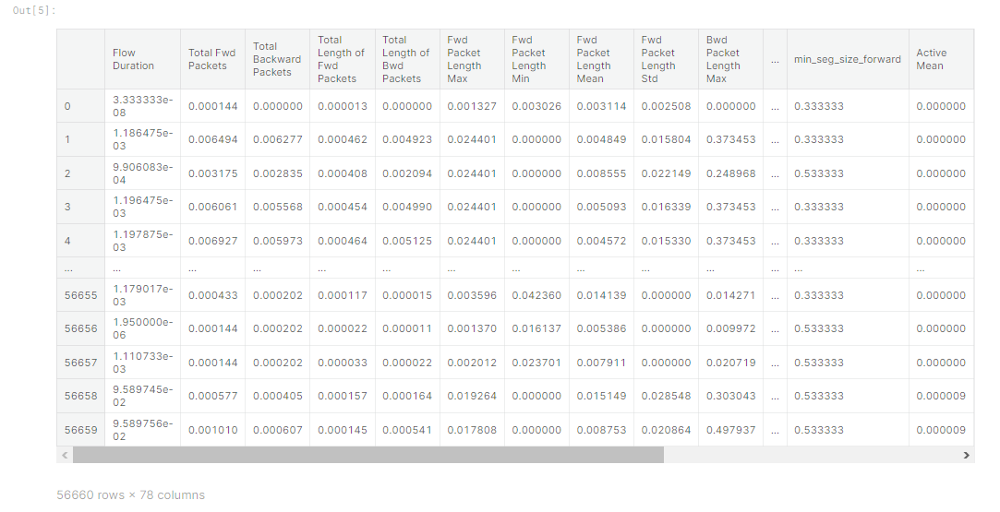 Out[5]:
Flow Duration Total Fwd Packets Total Backward Packets Total Length of Fwd Packets Total Length of Bwd Packets Fwd Packet Length Max Fwd Packet Length Min Fwd Packet Length Mean Fwd Packet Length Std Bwd Packet Length Max ... min_seg_size_forward Active Mean
0 3.333333e-08 0.000144 0.000000 0.000013 0.000000 0.001327 0.003026 0.003114 0.002508 0.000000 ... 0.333333 0.000000
1 1.186475e-03 0.006494 0.006277 0.000462 0.004923 0.024401 0.000000 0.004849 0.015804 0.373453 ... 0.333333 0.000000
2 9.906083e-04 0.003175 0.002835 0.000408 0.002094 0.024401 0.000000 0.008555 0.022149 0.248968 ... 0.533333 0.000000
3 1.196475e-03 0.006061 0.005568 0.000454 0.004990 0.024401 0.000000 0.005093 0.016339 0.373453 ... 0.333333 0.000000
4 1.197875e-03 0.006927 0.005973 0.000464 0.005125 0.024401 0.000000 0.004572 0.015330 0.373453 ... 0.333333 0.000000
... ... ... ... ... ... ... ... ... ... ... ... ... ...
56655 1.179017e-03 0.000433 0.000202 0.000117 0.000015 0.003596 0.042360 0.014139 0.000000 0.014271 ... 0.333333 0.000000
56656 1.950000e-06 0.000144 0.000202 0.000022 0.000011 0.001370 0.016137 0.005386 0.000000 0.009972 ... 0.533333 0.000000
56657 1.110733e-03 0.000144 0.000202 0.000033 0.000022 0.002012 0.023701 0.007911 0.000000 0.020719 ... 0.533333 0.000000
56658 9.589745e-02 0.000577 0.000405 0.000157 0.000164 0.019264 0.000000 0.015149 0.028548 0.303043 ... 0.533333 0.000009
56659 9.589756e-02 0.001010 0.000607 0.000145 0.000541 0.017808 0.000000 0.008753 0.020864 0.497937 ... 0.533333 0.000009
56660 rows × 78 columns